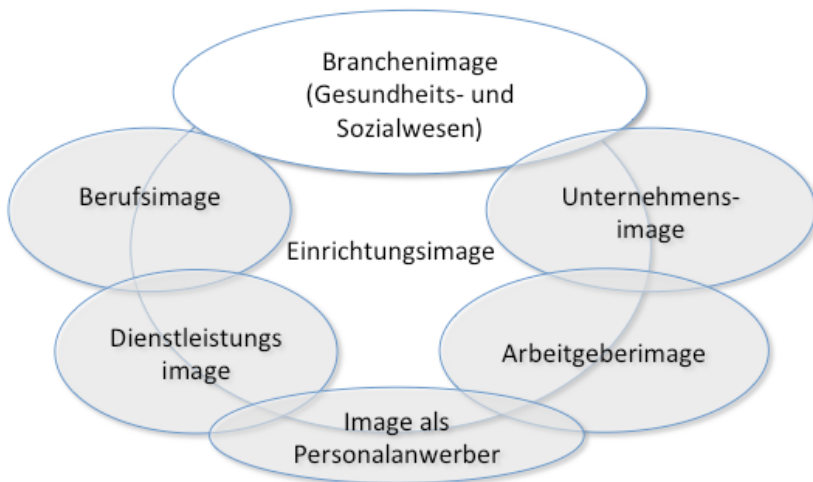 Branchenimage
(Gesundheits- und
Sozialwesen)
Berufsimage
Unternehmens-
image
Einrichtungsimage
Dienstleistungs
image
Arbeitgeberimage
Image als
Personalanwerber